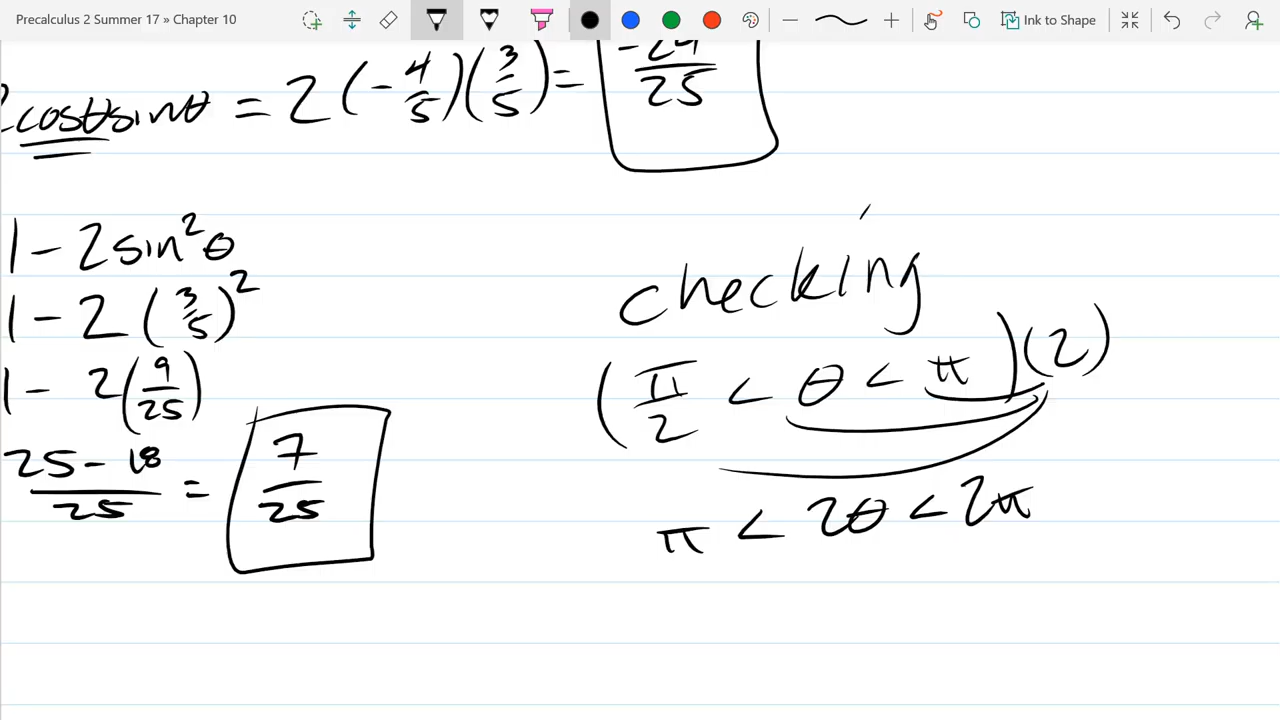 Precalculus 2 Summer 17 » Chapter 10
Ink to Shape
2cosθsinθ = 2(-4/5)(3/5) = -24/25
1 - 2sin²θ
1 - 2(3/5)²
1 - 2(9/25)
25 - 18/25 = 7/25
checking
(π/2 < θ < π)(2)
π < 2θ < 2π